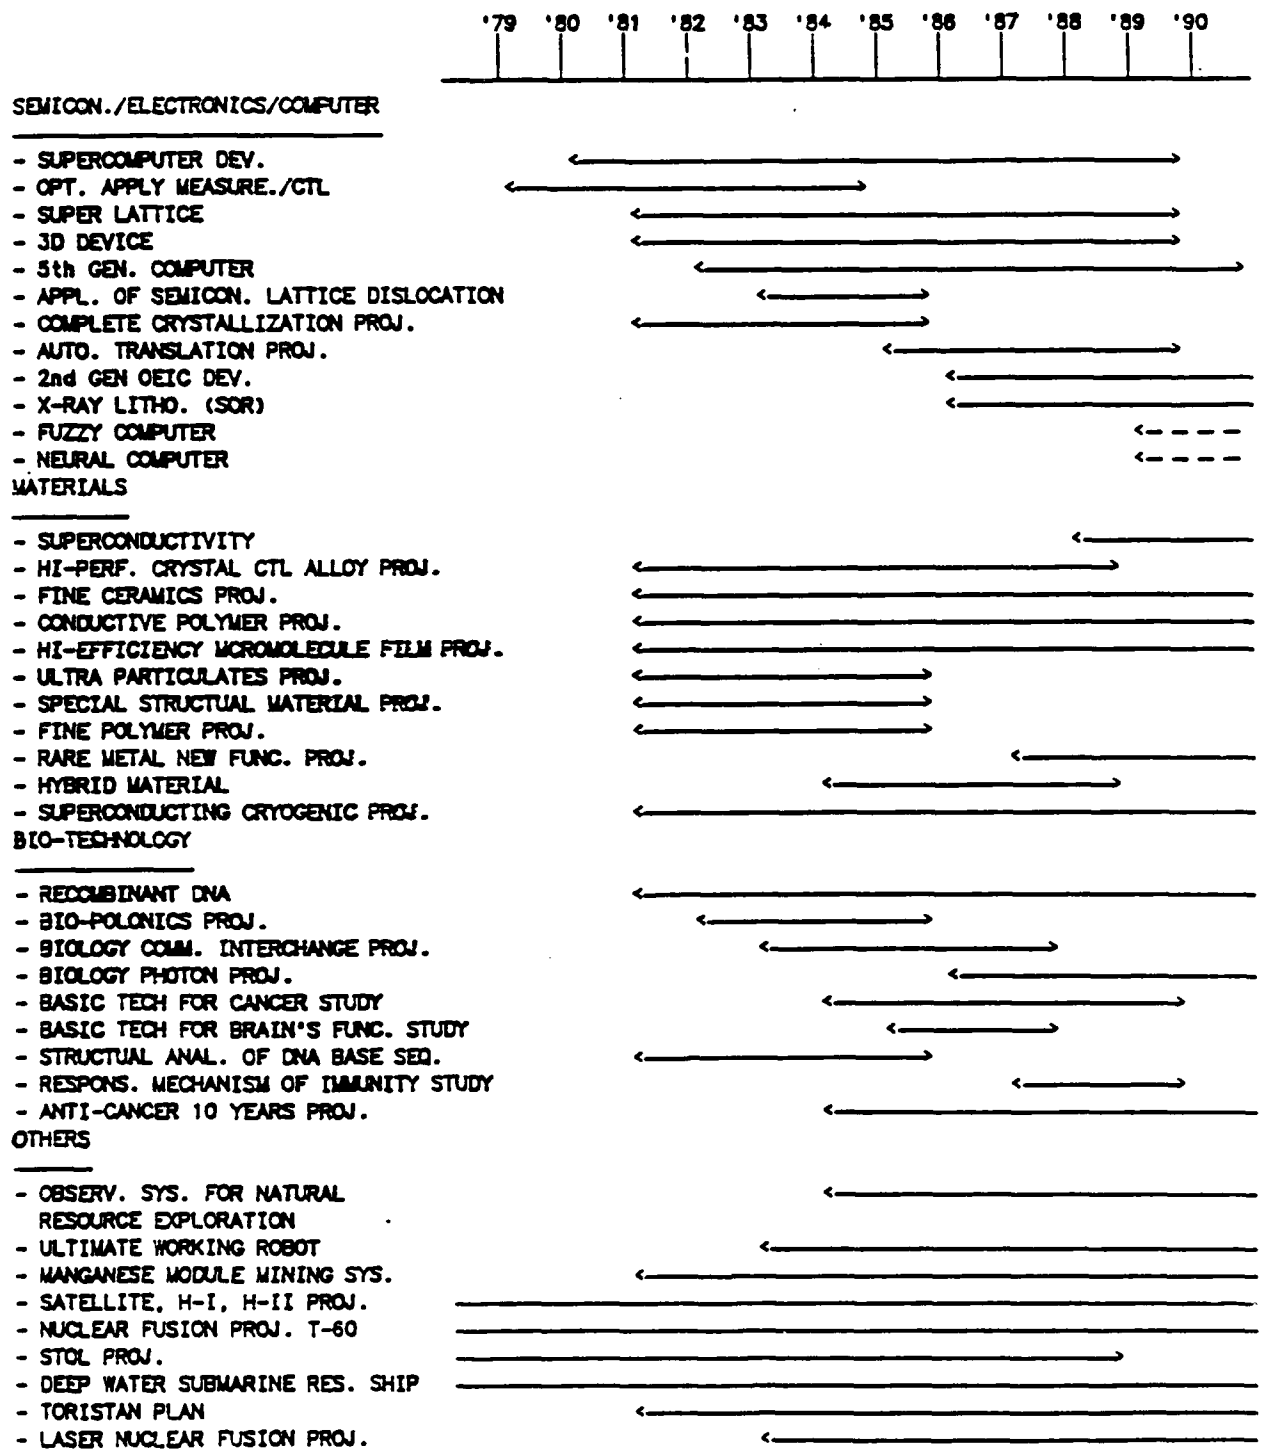 '79 '80 '81 '82 '83 '84 '85 '86 '87 '88 '89 '90
SEMICON./ELECTRONICS/COMPUTER
- SUPERCOMPUTER DEV.
- OPT. APPLY MEASURE./CTL
- SUPER LATTICE
- 3D DEVICE
- 5th GEN. COMPUTER
- APPL. OF SEMICON. LATTICE DISLOCATION
- COMPLETE CRYSTALLIZATION PROJ.
- AUTO. TRANSLATION PROJ.
- 2nd GEN OEIC DEV.
- X-RAY LITHO. (SOR)
- FUZZY COMPUTER
- NEURAL COMPUTER
MATERIALS
- SUPERCONDUCTIVITY
- HI-PERF. CRYSTAL CTL ALLOY PROJ.
- FINE CERAMICS PROJ.
- CONDUCTIVE POLYMER PROJ.
- HI-EFFICIENCY MCROMOLECULE FILM PROJ.
- ULTRA PARTICULATES PROJ.
- SPECIAL STRUCTUAL MATERIAL PROJ.
- FINE POLYMER PROJ.
- RARE METAL NEW FUNC. PROJ.
- HYBRID MATERIAL
- SUPERCONDUCTING CRYOGENIC PROJ.
BIO-TECHNOLOGY
- RECOMBINANT DNA
- BIO-POLONICS PROJ.
- BIOLOGY COMM. INTERCHANGE PROJ.
- BIOLOGY PHOTON PROJ.
- BASIC TECH FOR CANCER STUDY
- BASIC TECH FOR BRAIN'S FUNC. STUDY
- STRUCTUAL ANAL. OF DNA BASE SEQ.
- RESPONS. MECHANISM OF IMMUNITY STUDY
- ANTI-CANCER 10 YEARS PROJ.
OTHERS
- OBSERV. SYS. FOR NATURAL
RESOURCE EXPLORATION
- ULTIMATE WORKING ROBOT
- MANGANESE MODULE MINING SYS.
- SATELLITE, H-I, H-II PROJ.
- NUCLEAR FUSION PROJ. T-60
- STOL PROJ.
- DEEP WATER SUBMARINE RES. SHIP
- TORISTAN PLAN
- LASER NUCLEAR FUSION PROJ.